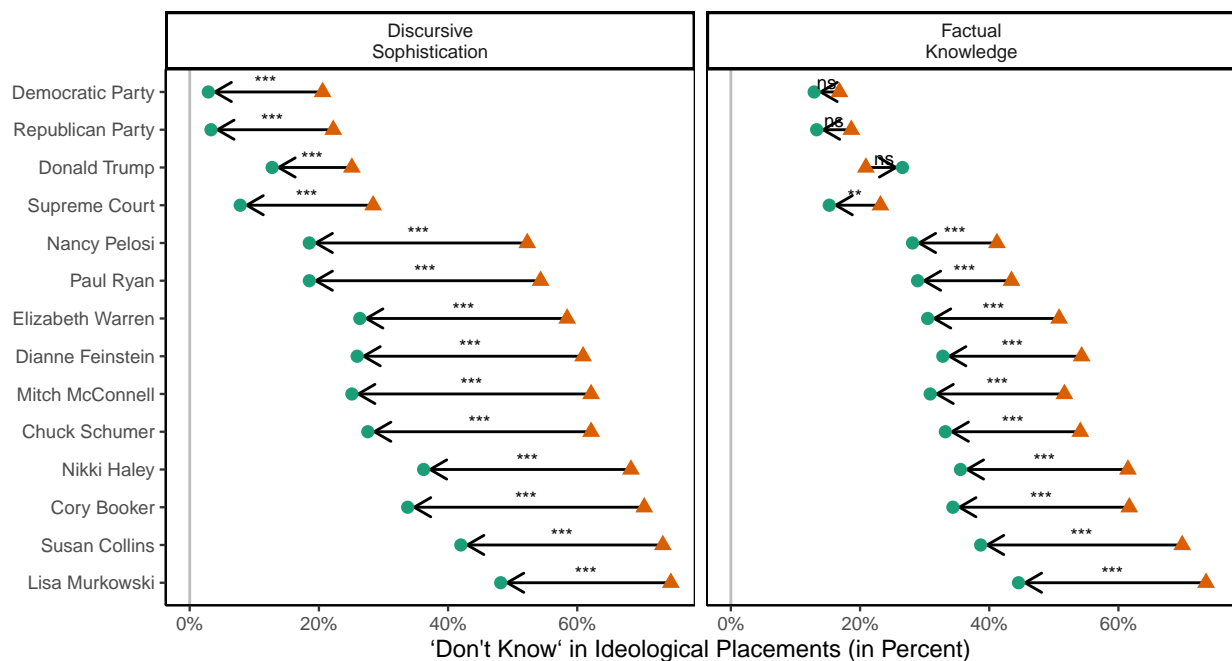 Discursive
Sophistication
Factual
Knowledge
Democratic Party
*** ns
Republican Party
*** ns
Donald Trump
*** ns
Supreme Court
*** **
Nancy Pelosi
*** ***
Paul Ryan
*** ***
Elizabeth Warren
*** ***
Dianne Feinstein
*** ***
Mitch McConnell
*** ***
Chuck Schumer
*** ***
Nikki Haley
*** ***
Cory Booker
*** ***
Susan Collins
*** ***
Lisa Murkowski
*** ***
0% 20% 40% 60% 0% 20% 40% 60%
‘Don't Know‘ in Ideological Placements (in Percent)